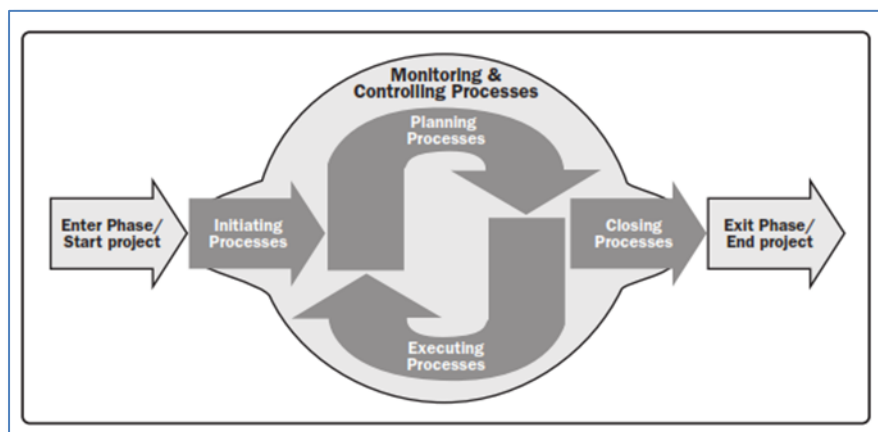 Monitoring &
Controlling Processes
Planning
Processes
Enter Phase/
Start project
Initiating
Processes
Closing
Processes
Exit Phase/
End project
Executing
Processes